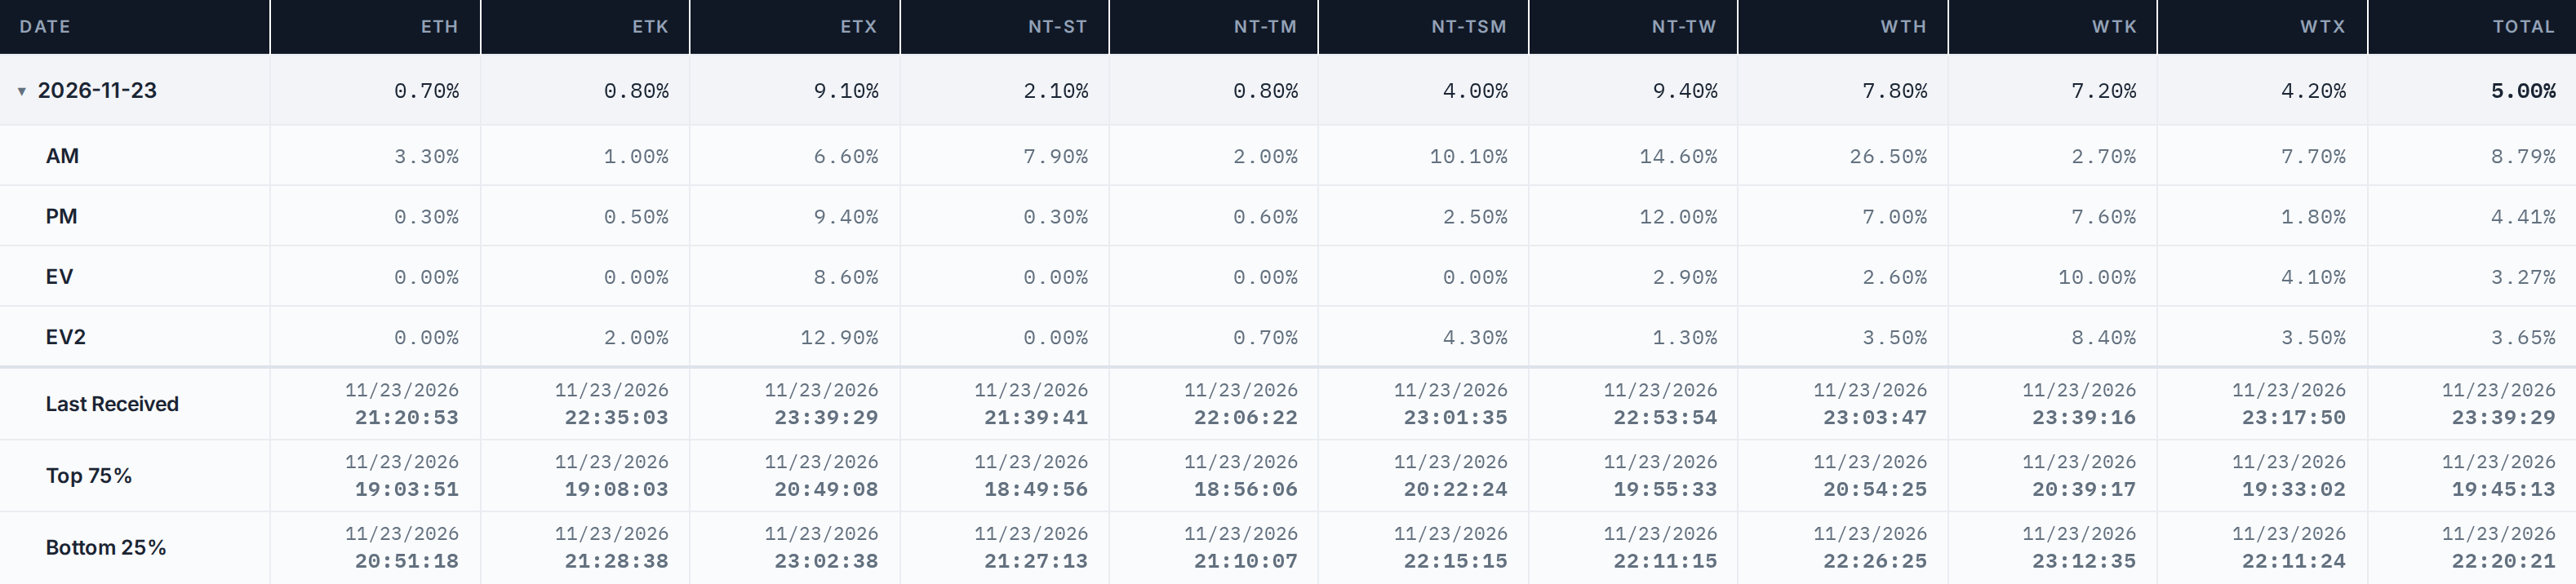 DATE ETH ETK ETX NT-ST NT-TM NT-TSM NT-TW WTH WTK WTX TOTAL
▼ 2026-11-23 0.70% 0.80% 9.10% 2.10% 0.80% 4.00% 9.40% 7.80% 7.20% 4.20% 5.00%
AM 3.30% 1.00% 6.60% 7.90% 2.00% 10.10% 14.60% 26.50% 2.70% 7.70% 8.79%
PM 0.30% 0.50% 9.40% 0.30% 0.60% 2.50% 12.00% 7.00% 7.60% 1.80% 4.41%
EV 0.00% 0.00% 8.60% 0.00% 0.00% 0.00% 2.90% 2.60% 10.00% 4.10% 3.27%
EV2 0.00% 2.00% 12.90% 0.00% 0.70% 4.30% 1.30% 3.50% 8.40% 3.50% 3.65%
Last Received 11/23/2026 11/23/2026 11/23/2026 11/23/2026 11/23/2026 11/23/2026 11/23/2026 11/23/2026 11/23/2026 11/23/2026 11/23/2026
21:20:53 22:35:03 23:39:29 21:39:41 22:06:22 23:01:35 22:53:54 23:03:47 23:39:16 23:17:50 23:39:29
Top 75% 11/23/2026 11/23/2026 11/23/2026 11/23/2026 11/23/2026 11/23/2026 11/23/2026 11/23/2026 11/23/2026 11/23/2026 11/23/2026
19:03:51 19:08:03 20:49:08 18:49:56 18:56:06 20:22:24 19:55:33 20:54:25 20:39:17 19:33:02 19:45:13
Bottom 25% 11/23/2026 11/23/2026 11/23/2026 11/23/2026 11/23/2026 11/23/2026 11/23/2026 11/23/2026 11/23/2026 11/23/2026 11/23/2026
20:51:18 21:28:38 23:02:38 21:27:13 21:10:07 22:15:15 22:11:15 22:26:25 23:12:35 22:11:24 22:20:21